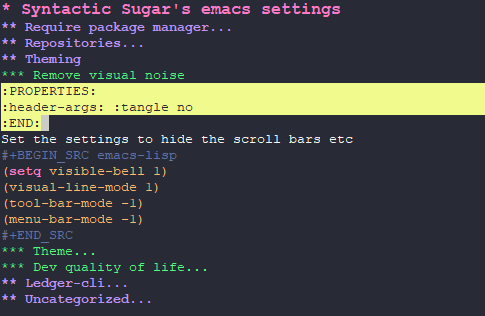 * Syntactic Sugar's emacs settings
** Require package manager...
** Repositories...
** Theming
*** Remove visual noise
:PROPERTIES:
:header-args: :tangle no
:END:
Set the settings to hide the scroll bars etc
#+BEGIN_SRC emacs-lisp
(setq visible-bell 1)
(visual-line-mode 1)
(tool-bar-mode -1)
(menu-bar-mode -1)
#+END_SRC
*** Theme...
*** Dev quality of life...
** Ledger-cli...
** Uncategorized...